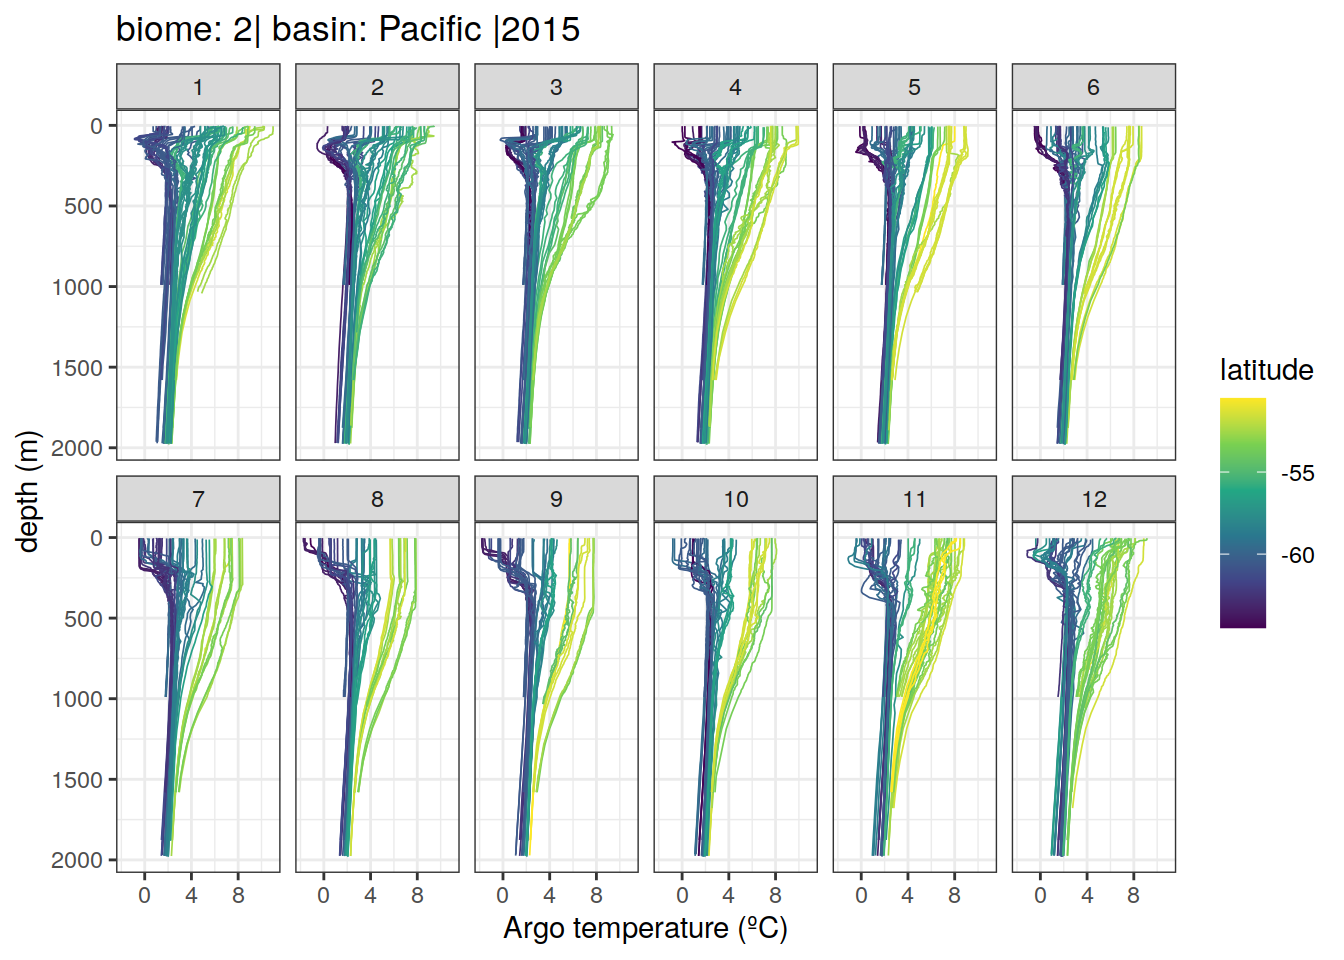 biome: 2| basin: Pacific |2015
1 2 3 4 5 6
0
500
1000
1500
2000
7 8 9 10 11 12
0
500
1000
1500
2000
0 4 8 0 4 8 0 4 8 0 4 8 0 4 8 0 4 8
Argo temperature (ºC)
depth (m)
latitude
-55
-60